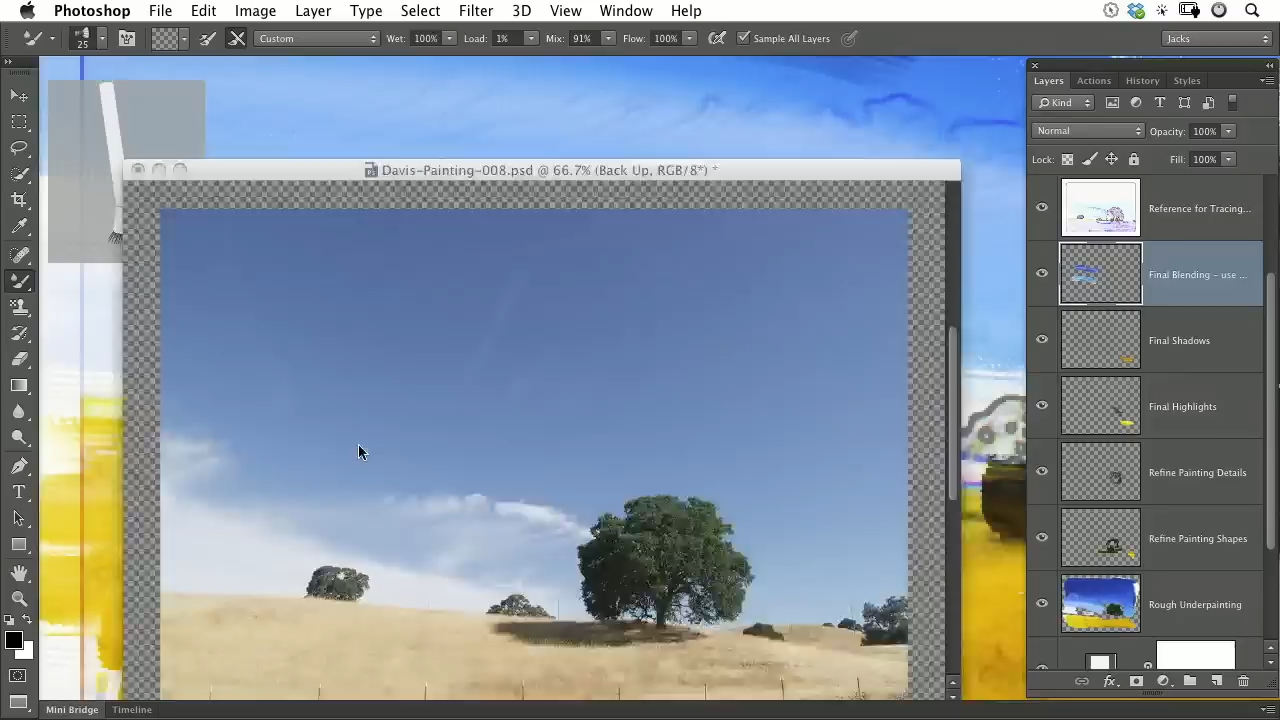 Photoshop File Edit Image Layer Type Select Filter 3D View Window Help
25 Custom Wet: 100% Load: 1% Mix: 91% Flow: 100% Sample All Layers Jacks
Davis-Painting-008.psd @ 66.7% (Back Up, RGB/8*) *
Layers Actions History Styles
Kind
Normal Opacity: 100%
Lock: Fill: 100%
Reference for Tracing...
Final Blending - use ...
Final Shadows
Final Highlights
Refine Painting Details
Refine Painting Shapes
Rough Underpainting
fx
Mini Bridge Timeline